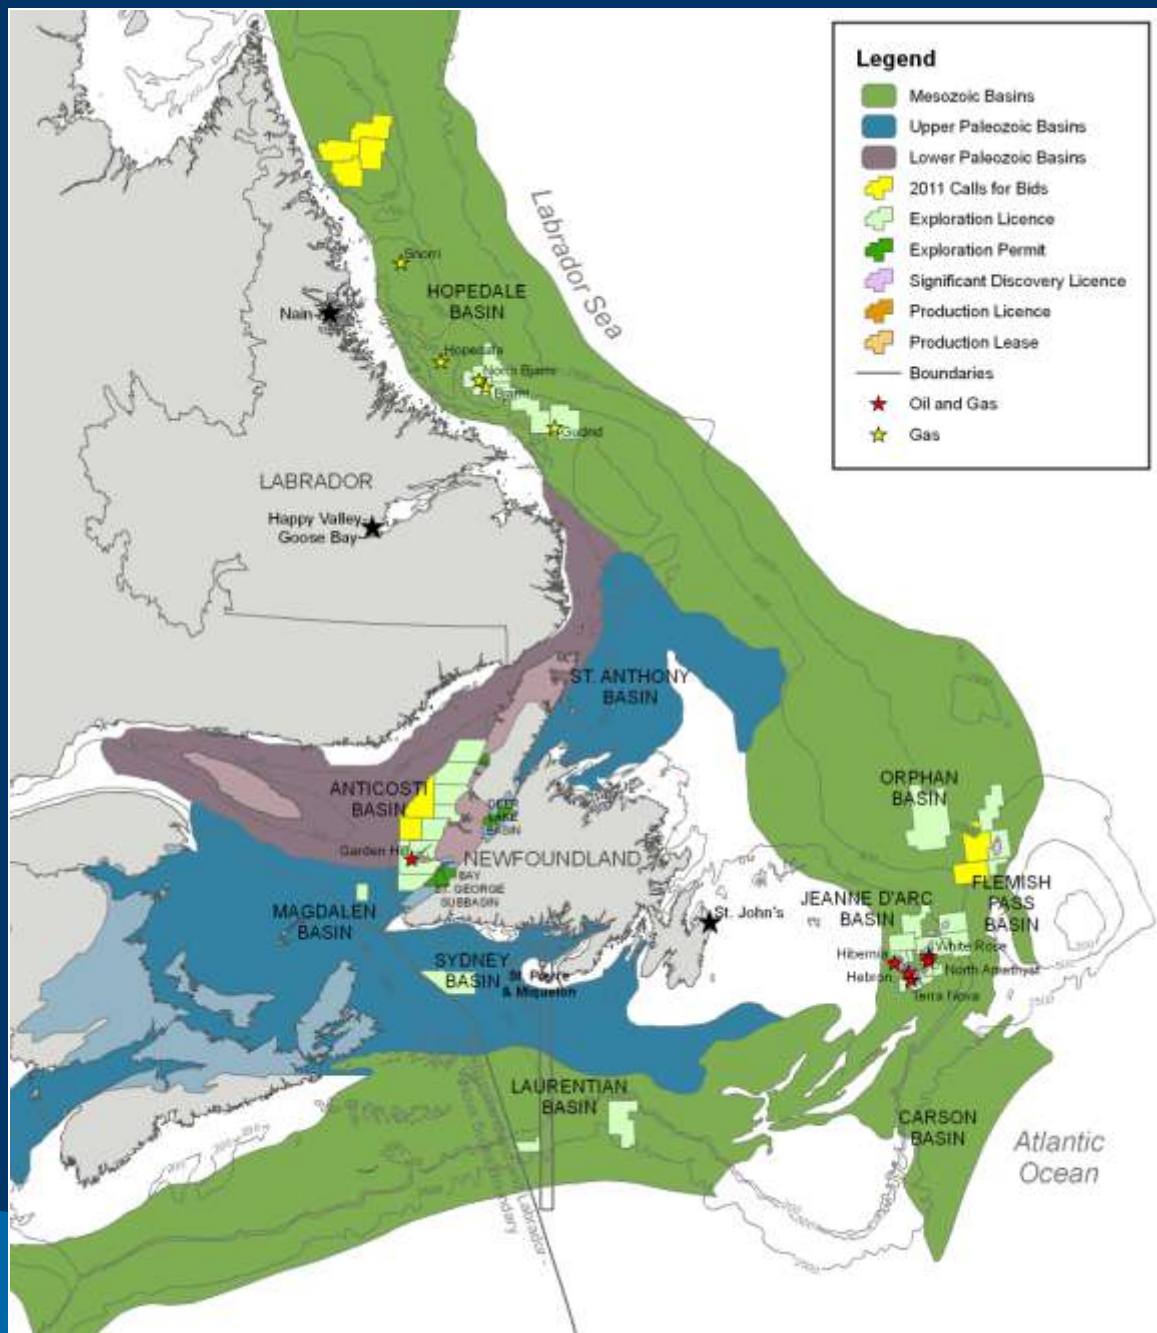 Legend
Mesozoic Basins
Upper Paleozoic Basins
Lower Paleozoic Basins
2011 Calls for Bids
Exploration Licence
Exploration Permit
Significant Discovery Licence
Production Licence
Production Lease
Boundaries
Oil and Gas
Gas
Labrador Sea
Snorri
HOPEDALE
BASIN
Nain
Hopedale
North Bjarni
Bjarni
Gudrid
LABRADOR
Happy Valley
Goose Bay
ST. ANTHONY
BASIN
ANTICOSTI
BASIN
DEER
LAKE
BASIN
ORPHAN
BASIN
Garden Hill
NEWFOUNDLAND
BAY
ST. GEORGE
SUBBASIN
FLEMISH
PASS
BASIN
JEANNE D'ARC
BASIN
St. John's
MAGDALEN
BASIN
White Rose
Hibernia
North Amethyst
Hebron
Terra Nova
SYDNEY
BASIN
St. Pierre
& Miquelon
LAURENTIAN
BASIN
CARSON
BASIN
Atlantic
Ocean